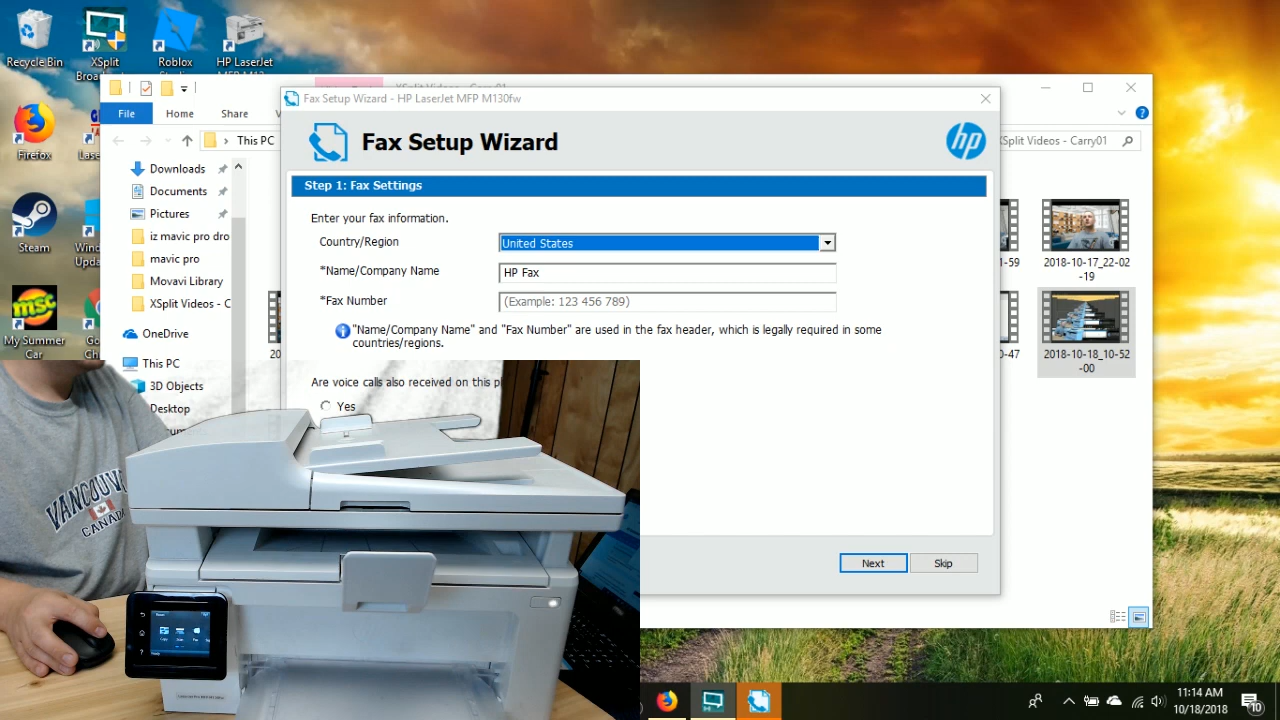 Recycle Bin
XSplit
Roblox
HP LaserJet
Fax Setup Wizard - HP LaserJet MFP M130fw
File
Home
Share
This PC
XSplit Videos - Carry01
Firefox
Downloads
Documents
Pictures
iz mavic pro dro
mavic pro
Movavi Library
XSplit Videos - C
OneDrive
This PC
3D Objects
Desktop
Steam
My Summer
Car
msc
hp
Fax Setup Wizard
Step 1: Fax Settings
Enter your fax information.
Country/Region
United States
*Name/Company Name
HP Fax
*Fax Number
(Example: 123 456 789)
"Name/Company Name" and "Fax Number" are used in the fax header, which is legally required in some
countries/regions.
Are voice calls also received on this p
Yes
Next
Skip
2018-10-17_22-02
-19
2018-10-18_10-52
-00
VANCOUV
CANADA
11:14 AM
10/18/2018
10